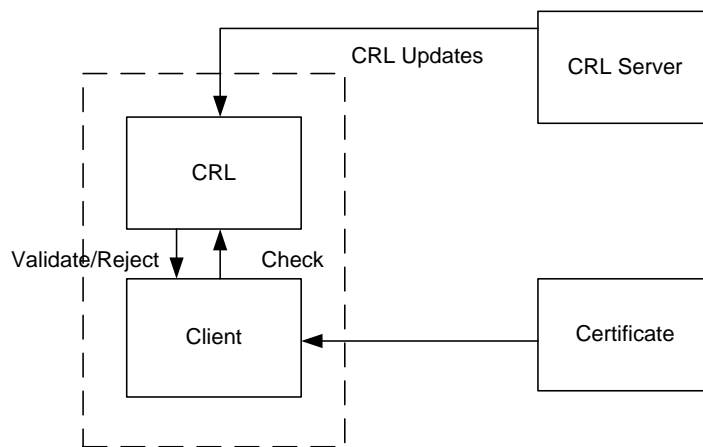 CRL Updates
CRL Server
CRL
Validate/Reject
Check
Client
Certificate